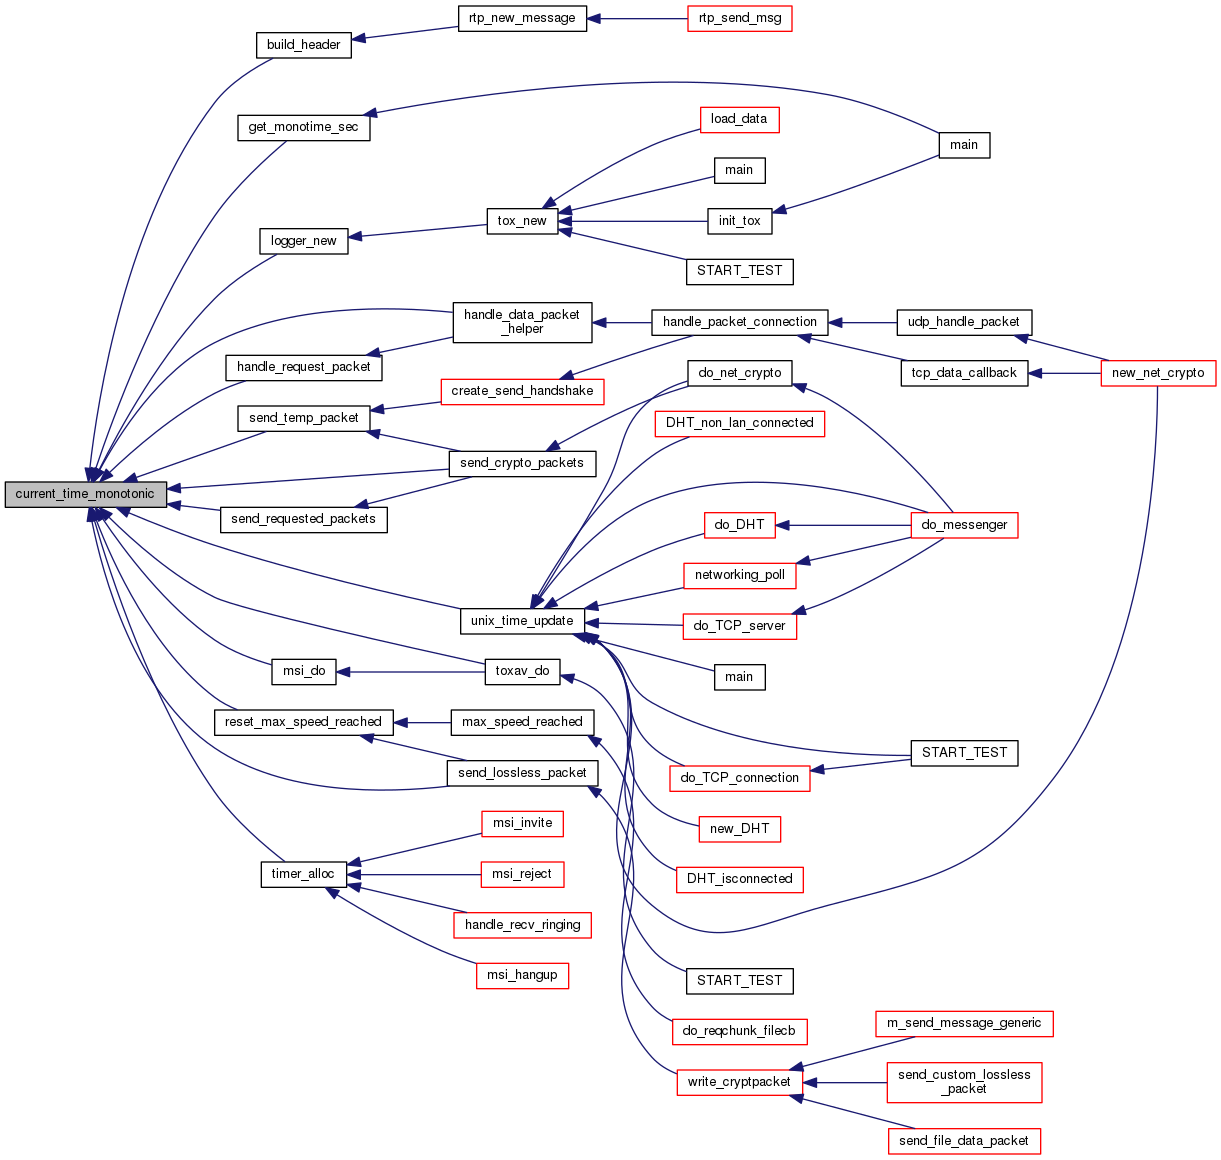 rtp_new_message
rtp_send_msg
build_header
load_data
get_monotime_sec
main
main
tox_new
init_tox
logger_new
START_TEST
handle_data_packet
_helper
handle_packet_connection
udp_handle_packet
handle_request_packet
do_net_crypto
tcp_data_callback
new_net_crypto
create_send_handshake
send_temp_packet
DHT_non_lan_connected
send_crypto_packets
current_time_monotonic
send_requested_packets
do_DHT
do_messenger
networking_poll
unix_time_update
do_TCP_server
msi_do
toxav_do
main
reset_max_speed_reached
max_speed_reached
START_TEST
send_lossless_packet
do_TCP_connection
msi_invite
new_DHT
timer_alloc
msi_reject
DHT_isconnected
handle_recv_ringing
msi_hangup
START_TEST
do_reqchunk_filecb
m_send_message_generic
write_cryptpacket
send_custom_lossless
_packet
send_file_data_packet